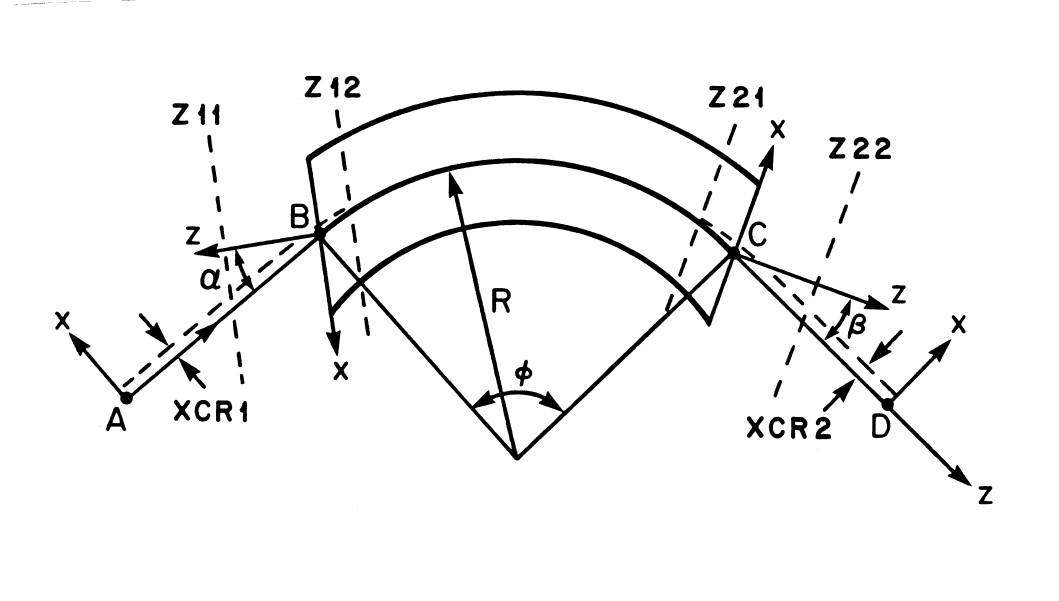 Z11
Z12
Z21
X
Z22
B
C
Z
α
R
Z
β
X
X
X
ϕ
A
XCR1
XCR2
D
Z